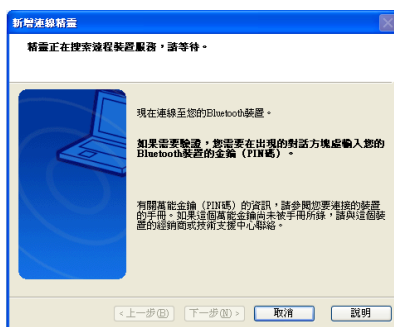 新增連線精靈
精靈正在搜索遠程裝置服務，請等待。
現在連線至您的Bluetooth裝置。
如果需要驗證，您需要在出現的對話方塊處輸入您的
Bluetooth裝置的金鑰（PIN碼）。
有關萬能金鑰（PIN碼）的資訊，請參閱您要連接的裝置
的手冊。如果這個萬能金鑰尚未被手冊所錄，請與這個裝
置的經銷商或技術支援中心聯絡。
<上一步(B) 下一步(N)> 取消 說明